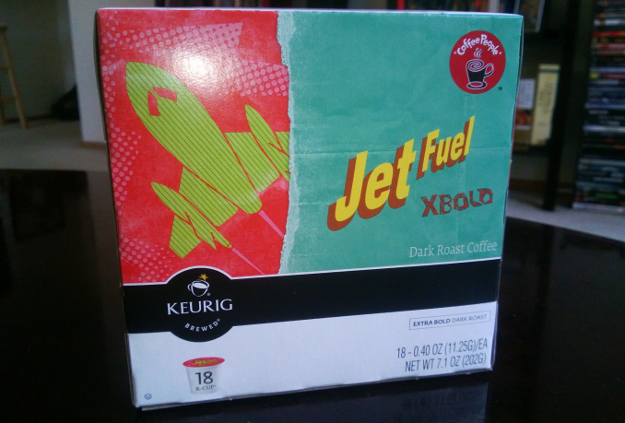 Coffee People
Jet Fuel
XBOLD
Dark Roast Coffee
KEURIG
BREWED
EXTRA BOLD DARK ROAST
18 - 0.40 OZ (11.25G)/EA
NET WT 7.1 OZ (202G)
18
K-CUP